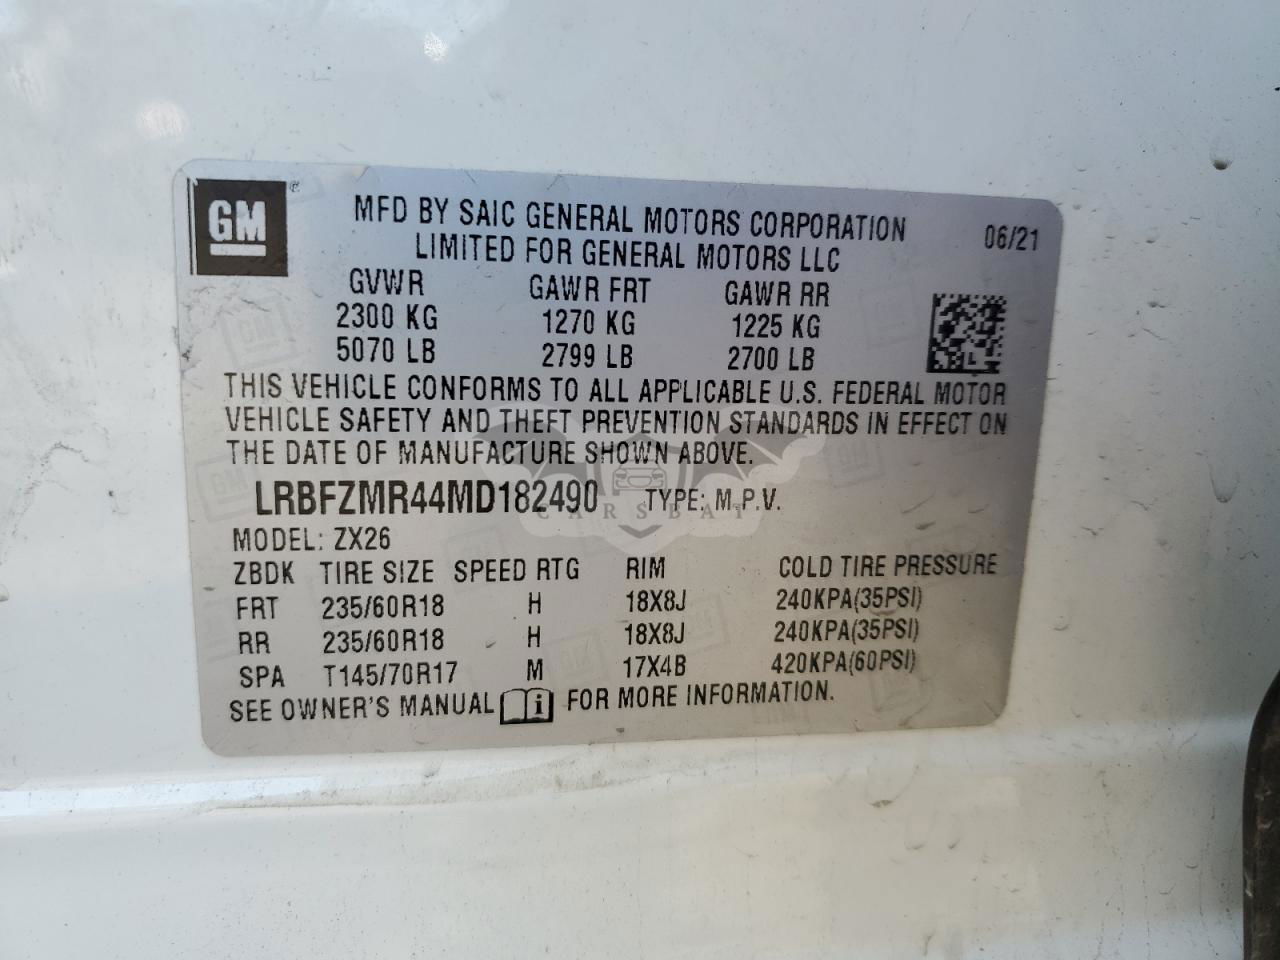 GM
MFD BY SAIC GENERAL MOTORS CORPORATION 06/21
LIMITED FOR GENERAL MOTORS LLC
GVWR GAWR FRT GAWR RR
2300 KG 1270 KG 1225 KG
5070 LB 2799 LB 2700 LB
THIS VEHICLE CONFORMS TO ALL APPLICABLE U.S. FEDERAL MOTOR
VEHICLE SAFETY AND THEFT PREVENTION STANDARDS IN EFFECT ON
THE DATE OF MANUFACTURE SHOWN ABOVE.
LRBFZMR44MD182490 TYPE: M.P.V.
CARSBAT
MODEL: ZX26
ZBDK TIRE SIZE SPEED RTG RIM COLD TIRE PRESSURE
FRT 235/60R18 H 18X8J 240KPA(35PSI)
RR 235/60R18 H 18X8J 240KPA(35PSI)
SPA T145/70R17 M 17X4B 420KPA(60PSI)
SEE OWNER'S MANUAL i FOR MORE INFORMATION.